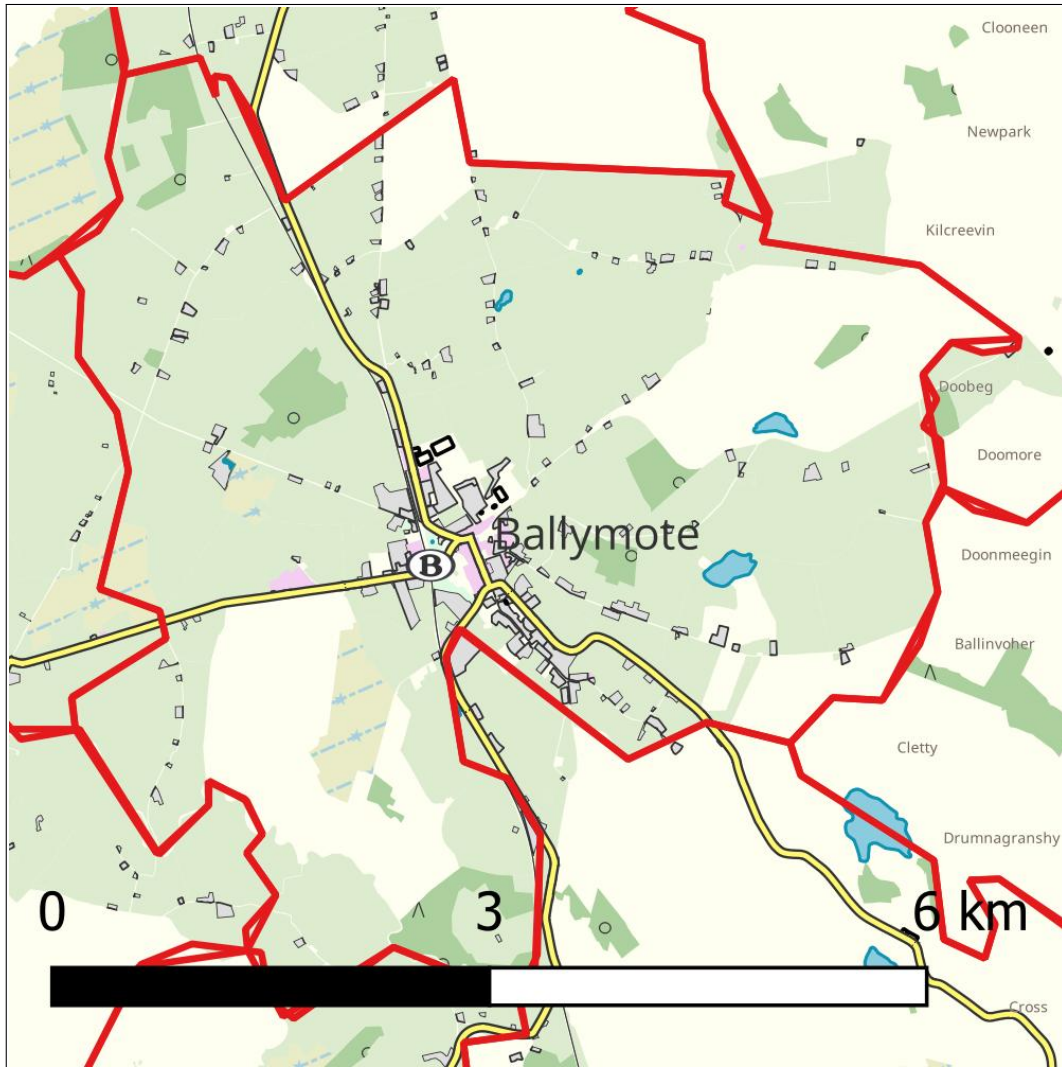 Clooneen
Newpark
Kilcreevin
Doobeg
Doomore
Ballymote
B
Doonmeegin
Ballinvoher
Cletty
Drumnagranshy
0 3 6 km
Cross